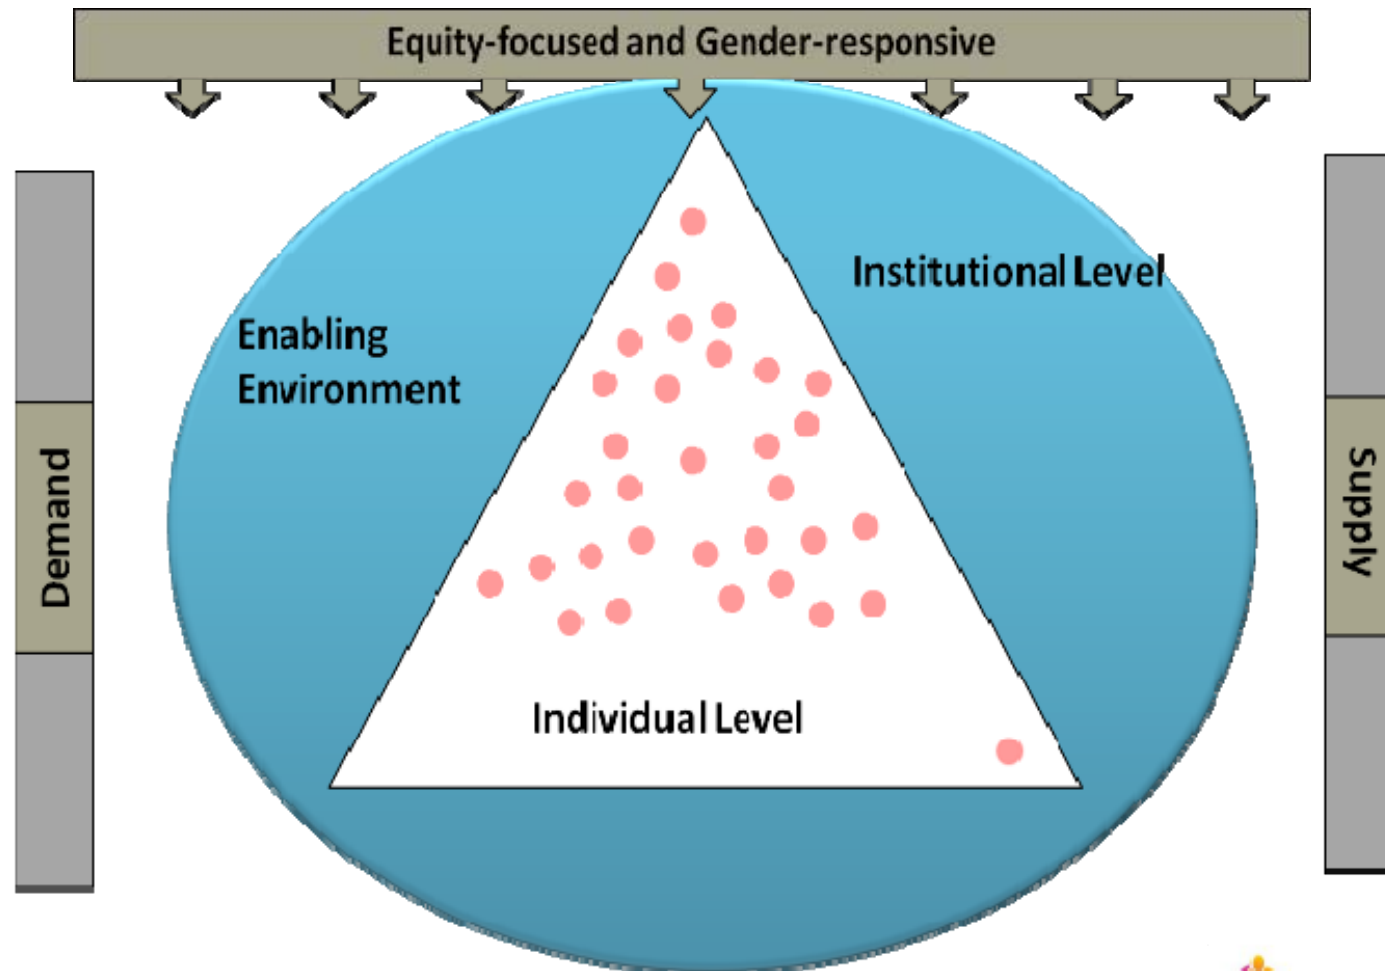 Equity-focused and Gender-responsive
Institutional Level
Enabling
Environment
Demand
Supply
Individual Level